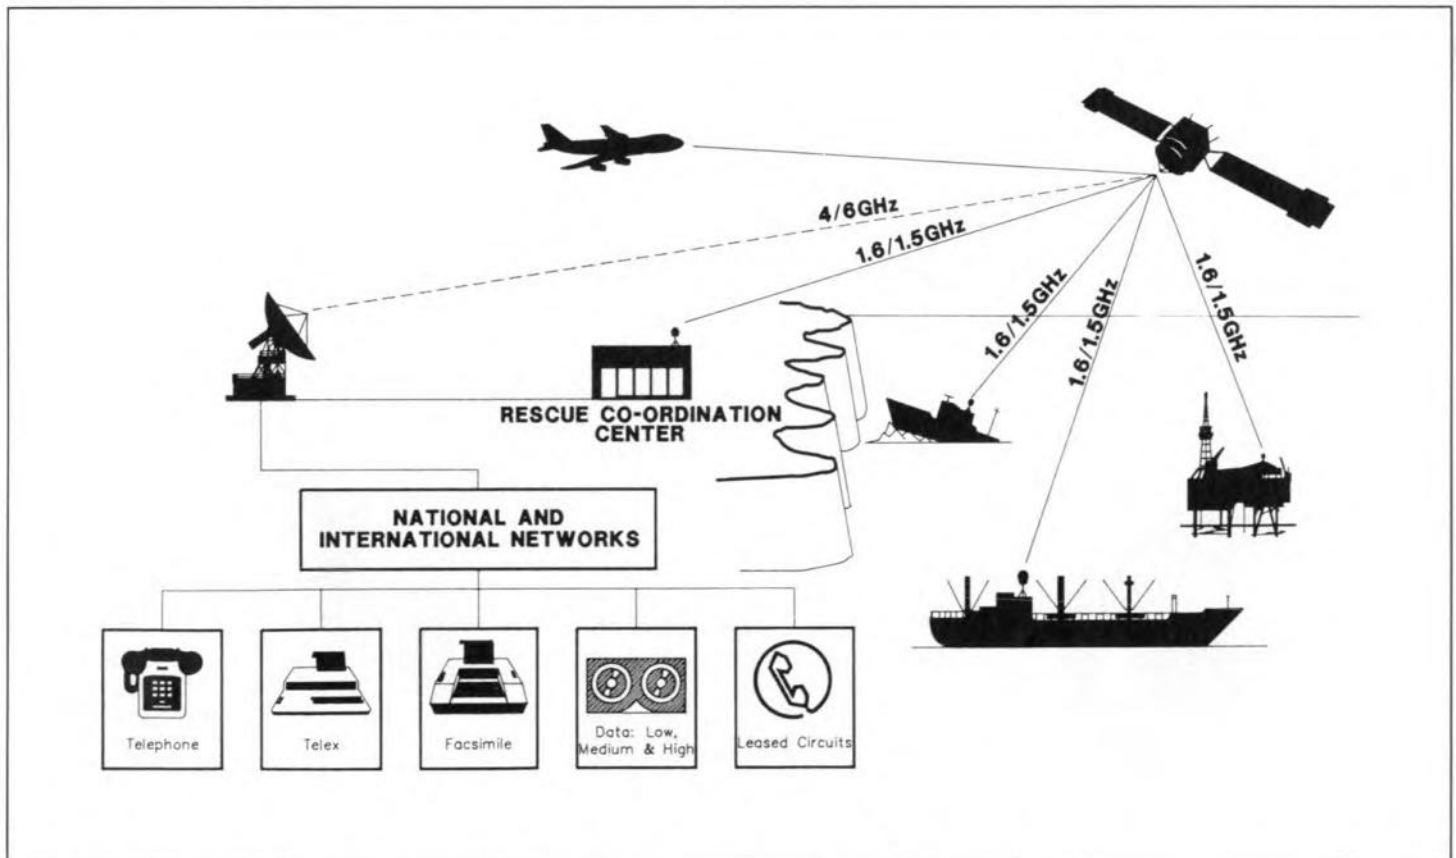 4/6GHz
1.6/1.5GHz
1.6/1.5GHz
1.6/1.5GHz
1.6/1.5GHz
RESCUE CO-ORDINATION
CENTER
NATIONAL AND
INTERNATIONAL NETWORKS
Telephone
Telex
Facsimile
Data: Low,
Medium & High
Leased Circuits